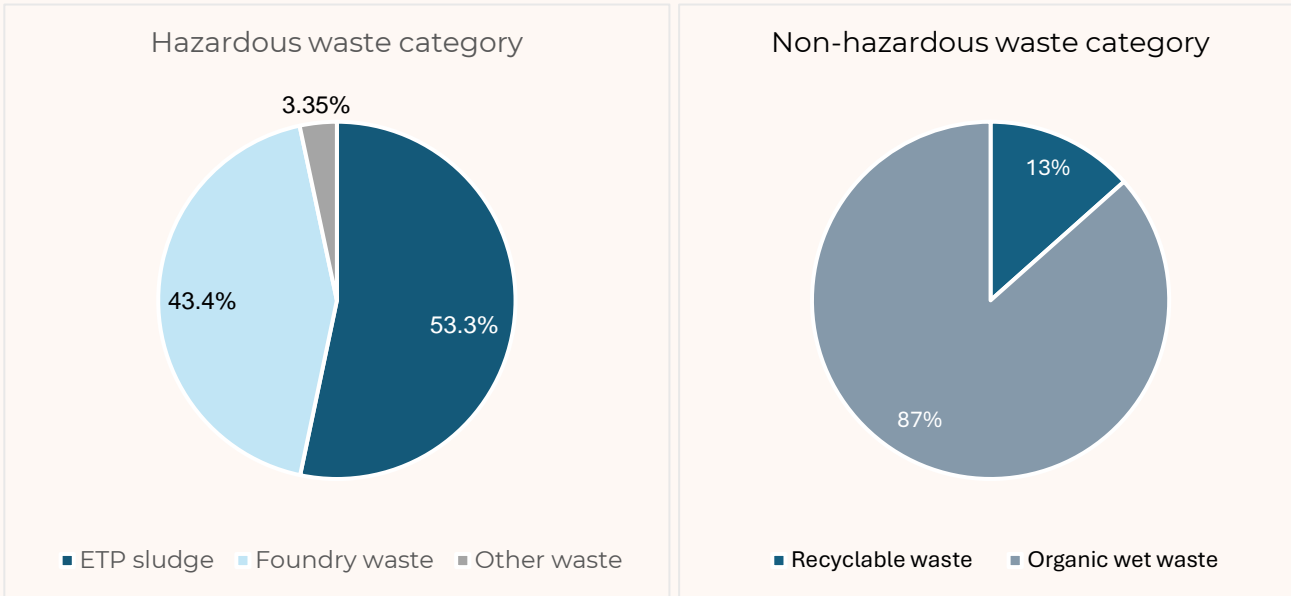 Hazardous waste category
3.35%
43.4%
53.3%
ETP sludge Foundry waste Other waste
Non-hazardous waste category
13%
87%
Recyclable waste Organic wet waste